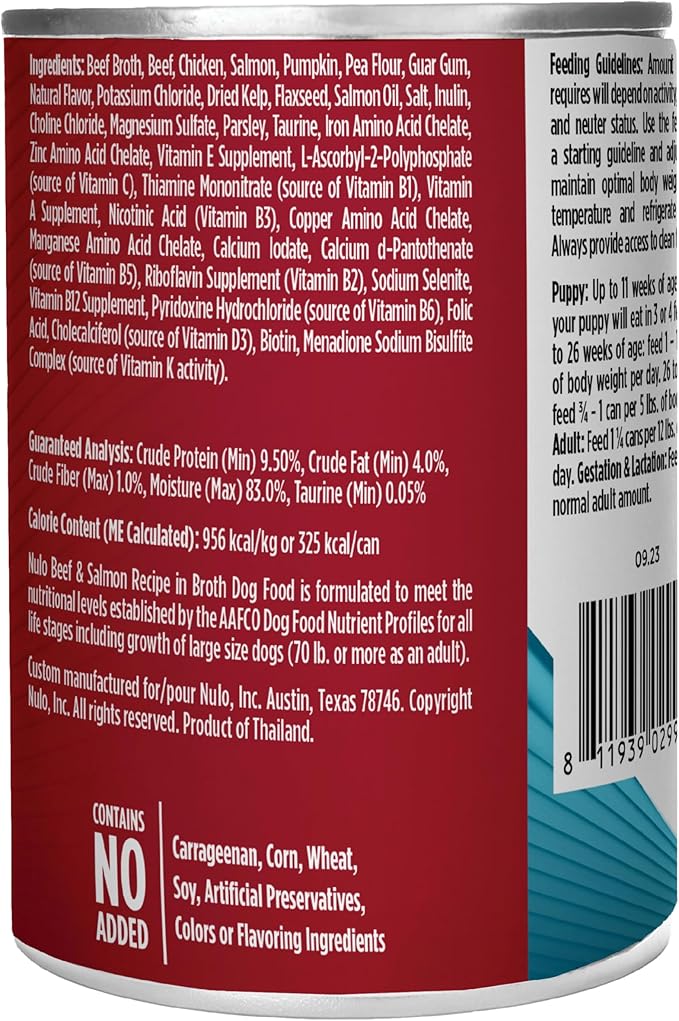 Ingredients: Beef Broth, Beef, Chicken, Salmon, Pumpkin, Pea Flour, Guar Gum,
Natural Flavor, Potassium Chloride, Dried Kelp, Flaxseed, Salmon Oil, Salt, Inulin,
Choline Chloride, Magnesium Sulfate, Parsley, Taurine, Iron Amino Acid Chelate,
Zinc Amino Acid Chelate, Vitamin E Supplement, L-Ascorbyl-2-Polyphosphate
(source of Vitamin C), Thiamine Mononitrate (source of Vitamin B1), Vitamin
A Supplement, Nicotinic Acid (Vitamin B3), Copper Amino Acid Chelate,
Manganese Amino Acid Chelate, Calcium Iodate, Calcium d-Pantothenate
(source of Vitamin B5), Riboflavin Supplement (Vitamin B2), Sodium Selenite,
Vitamin B12 Supplement, Pyridoxine Hydrochloride (source of Vitamin B6), Folic
Acid, Cholecalciferol (source of Vitamin D3), Biotin, Menadione Sodium Bisulfite
Complex (source of Vitamin K activity).
Guaranteed Analysis: Crude Protein (Min) 9.50%, Crude Fat (Min) 4.0%,
Crude Fiber (Max) 1.0%, Moisture (Max) 83.0%, Taurine (Min) 0.05%
Calorie Content (ME Calculated): 956 kcal/kg or 325 kcal/can
Nulo Beef & Salmon Recipe in Broth Dog Food is formulated to meet the
nutritional levels established by the AAFCO Dog Food Nutrient Profiles for all
life stages including growth of large size dogs (70 lb. or more as an adult).
Custom manufactured for/pour Nulo, Inc. Austin, Texas 78746. Copyright
Nulo, Inc. All rights reserved. Product of Thailand.
CONTAINS
NO
ADDED
Carrageenan, Corn, Wheat,
Soy, Artificial Preservatives,
Colors or Flavoring Ingredients
Feeding Guidelines: Amount
requires will depend on activity,
and neuter status. Use the
a starting guideline and
maintain optimal body
temperature and refrigerate
Always provide access to clean
Puppy: Up to 11 weeks of age
your puppy will eat in 3 or 4
to 26 weeks of age: feed 1 -
of body weight per day. 26 to
feed ¾ - 1 can per 5 lbs. of
Adult: Feed 1 ¼ cans per 12 lbs.
day. Gestation & Lactation:
normal adult amount.
09.23
8 11939 0299